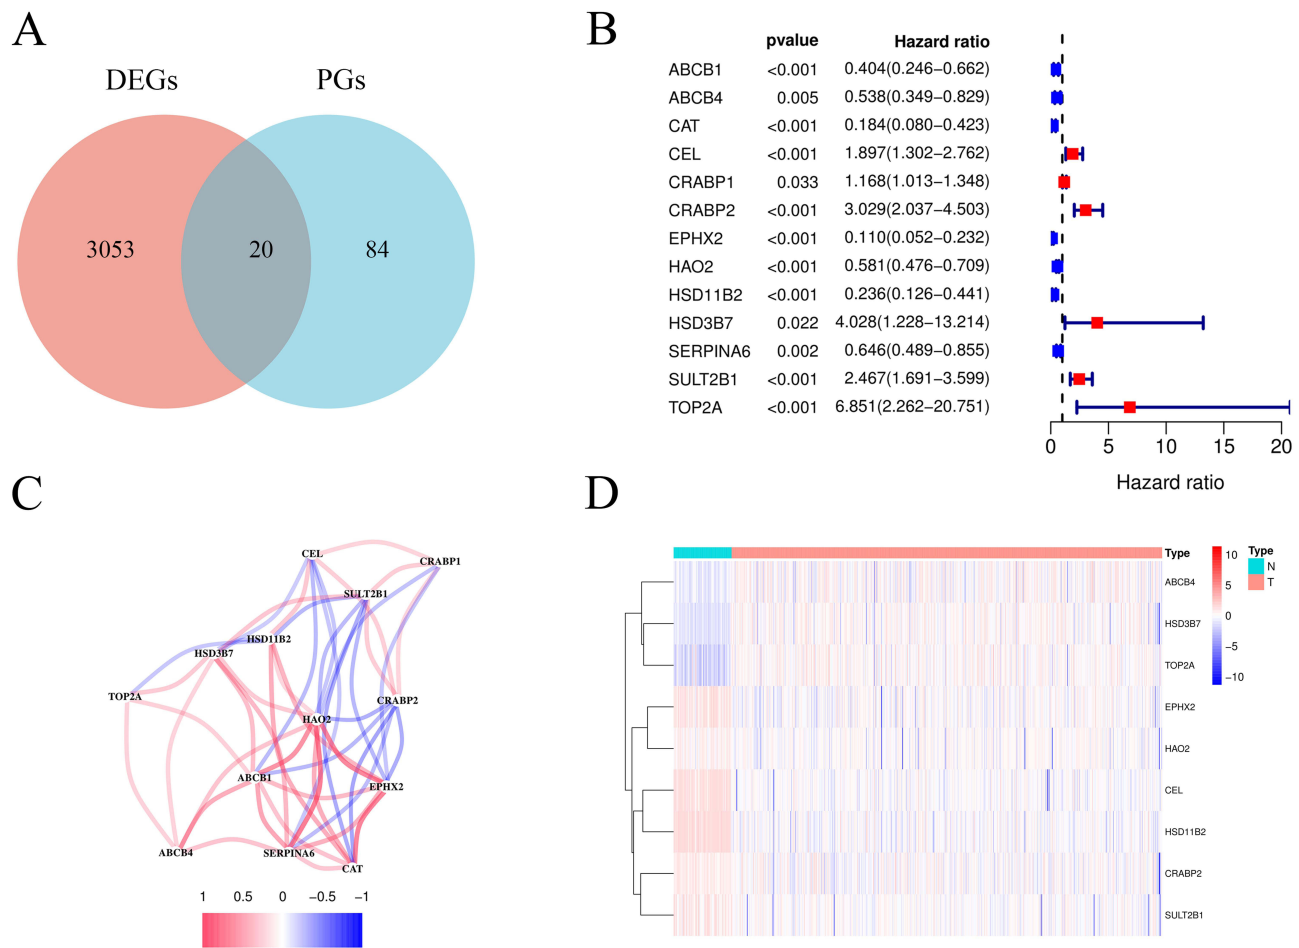 A
DEGs PGs
3053 20 84
B
pvalue Hazard ratio
ABCB1 <0.001 0.404(0.246−0.662)
ABCB4 0.005 0.538(0.349−0.829)
CAT <0.001 0.184(0.080−0.423)
CEL <0.001 1.897(1.302−2.762)
CRABP1 0.033 1.168(1.013−1.348)
CRABP2 <0.001 3.029(2.037−4.503)
EPHX2 <0.001 0.110(0.052−0.232)
HAO2 <0.001 0.581(0.476−0.709)
HSD11B2 <0.001 0.236(0.126−0.441)
HSD3B7 0.022 4.028(1.228−13.214)
SERPINA6 0.002 0.646(0.489−0.855)
SULT2B1 <0.001 2.467(1.691−3.599)
TOP2A <0.001 6.851(2.262−20.751)
0 5 10 15 20
Hazard ratio
C
CEL
CRABP1
SULT2B1
HSD11B2
HSD3B7
TOP2A
CRABP2
HAO2
ABCB1
EPHX2
ABCB4
SERPINA6
CAT
1 0.5 0 −0.5 −1
D
Type
ABCB4
HSD3B7
TOP2A
EPHX2
HAO2
CEL
HSD11B2
CRABP2
SULT2B1
10
5
0
−5
−10
Type
N
T